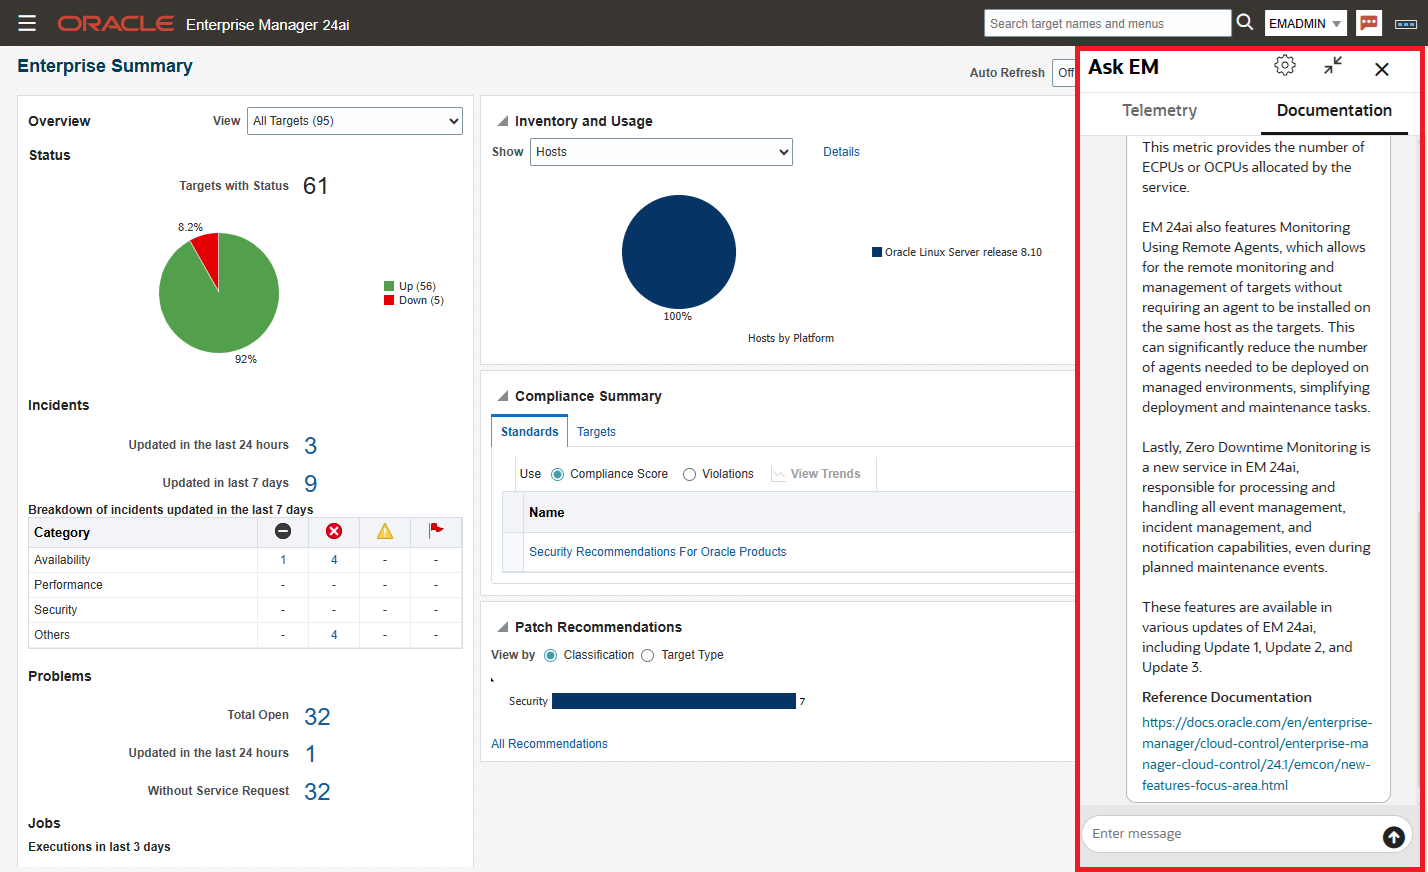 ORACLE Enterprise Manager 24ai
Search target names and menus
EMADMIN
Enterprise Summary
Auto Refresh
Off
Overview
View
All Targets (95)
Status
Targets with Status 61
8.2%
Up (56)
Down (5)
92%
Incidents
Updated in the last 24 hours 3
Updated in last 7 days 9
Breakdown of incidents updated in the last 7 days
Category
Availability 1 4 - -
Performance - - - -
Security - - - -
Others - 4 - -
Problems
Total Open 32
Updated in the last 24 hours 1
Without Service Request 32
Jobs
Executions in last 3 days
Inventory and Usage
Show
Hosts
Details
Oracle Linux Server release 8.10
100%
Hosts by Platform
Compliance Summary
Standards
Targets
Use
Compliance Score
Violations
View Trends
Name
Security Recommendations For Oracle Products
Patch Recommendations
View by
Classification
Target Type
Security
7
All Recommendations
Ask EM
Telemetry
Documentation
This metric provides the number of
ECPUs or OCPUs allocated by the
service.
EM 24ai also features Monitoring
Using Remote Agents, which allows
for the remote monitoring and
management of targets without
requiring an agent to be installed on
the same host as the targets. This
can significantly reduce the number
of agents needed to be deployed on
managed environments, simplifying
deployment and maintenance tasks.
Lastly, Zero Downtime Monitoring is
a new service in EM 24ai,
responsible for processing and
handling all event management,
incident management, and
notification capabilities, even during
planned maintenance events.
These features are available in
various updates of EM 24ai,
including Update 1, Update 2, and
Update 3.
Reference Documentation
https://docs.oracle.com/en/enterprise-
manager/cloud-control/enterprise-ma
nager-cloud-control/24.1/emcon/new-
features-focus-area.html
Enter message